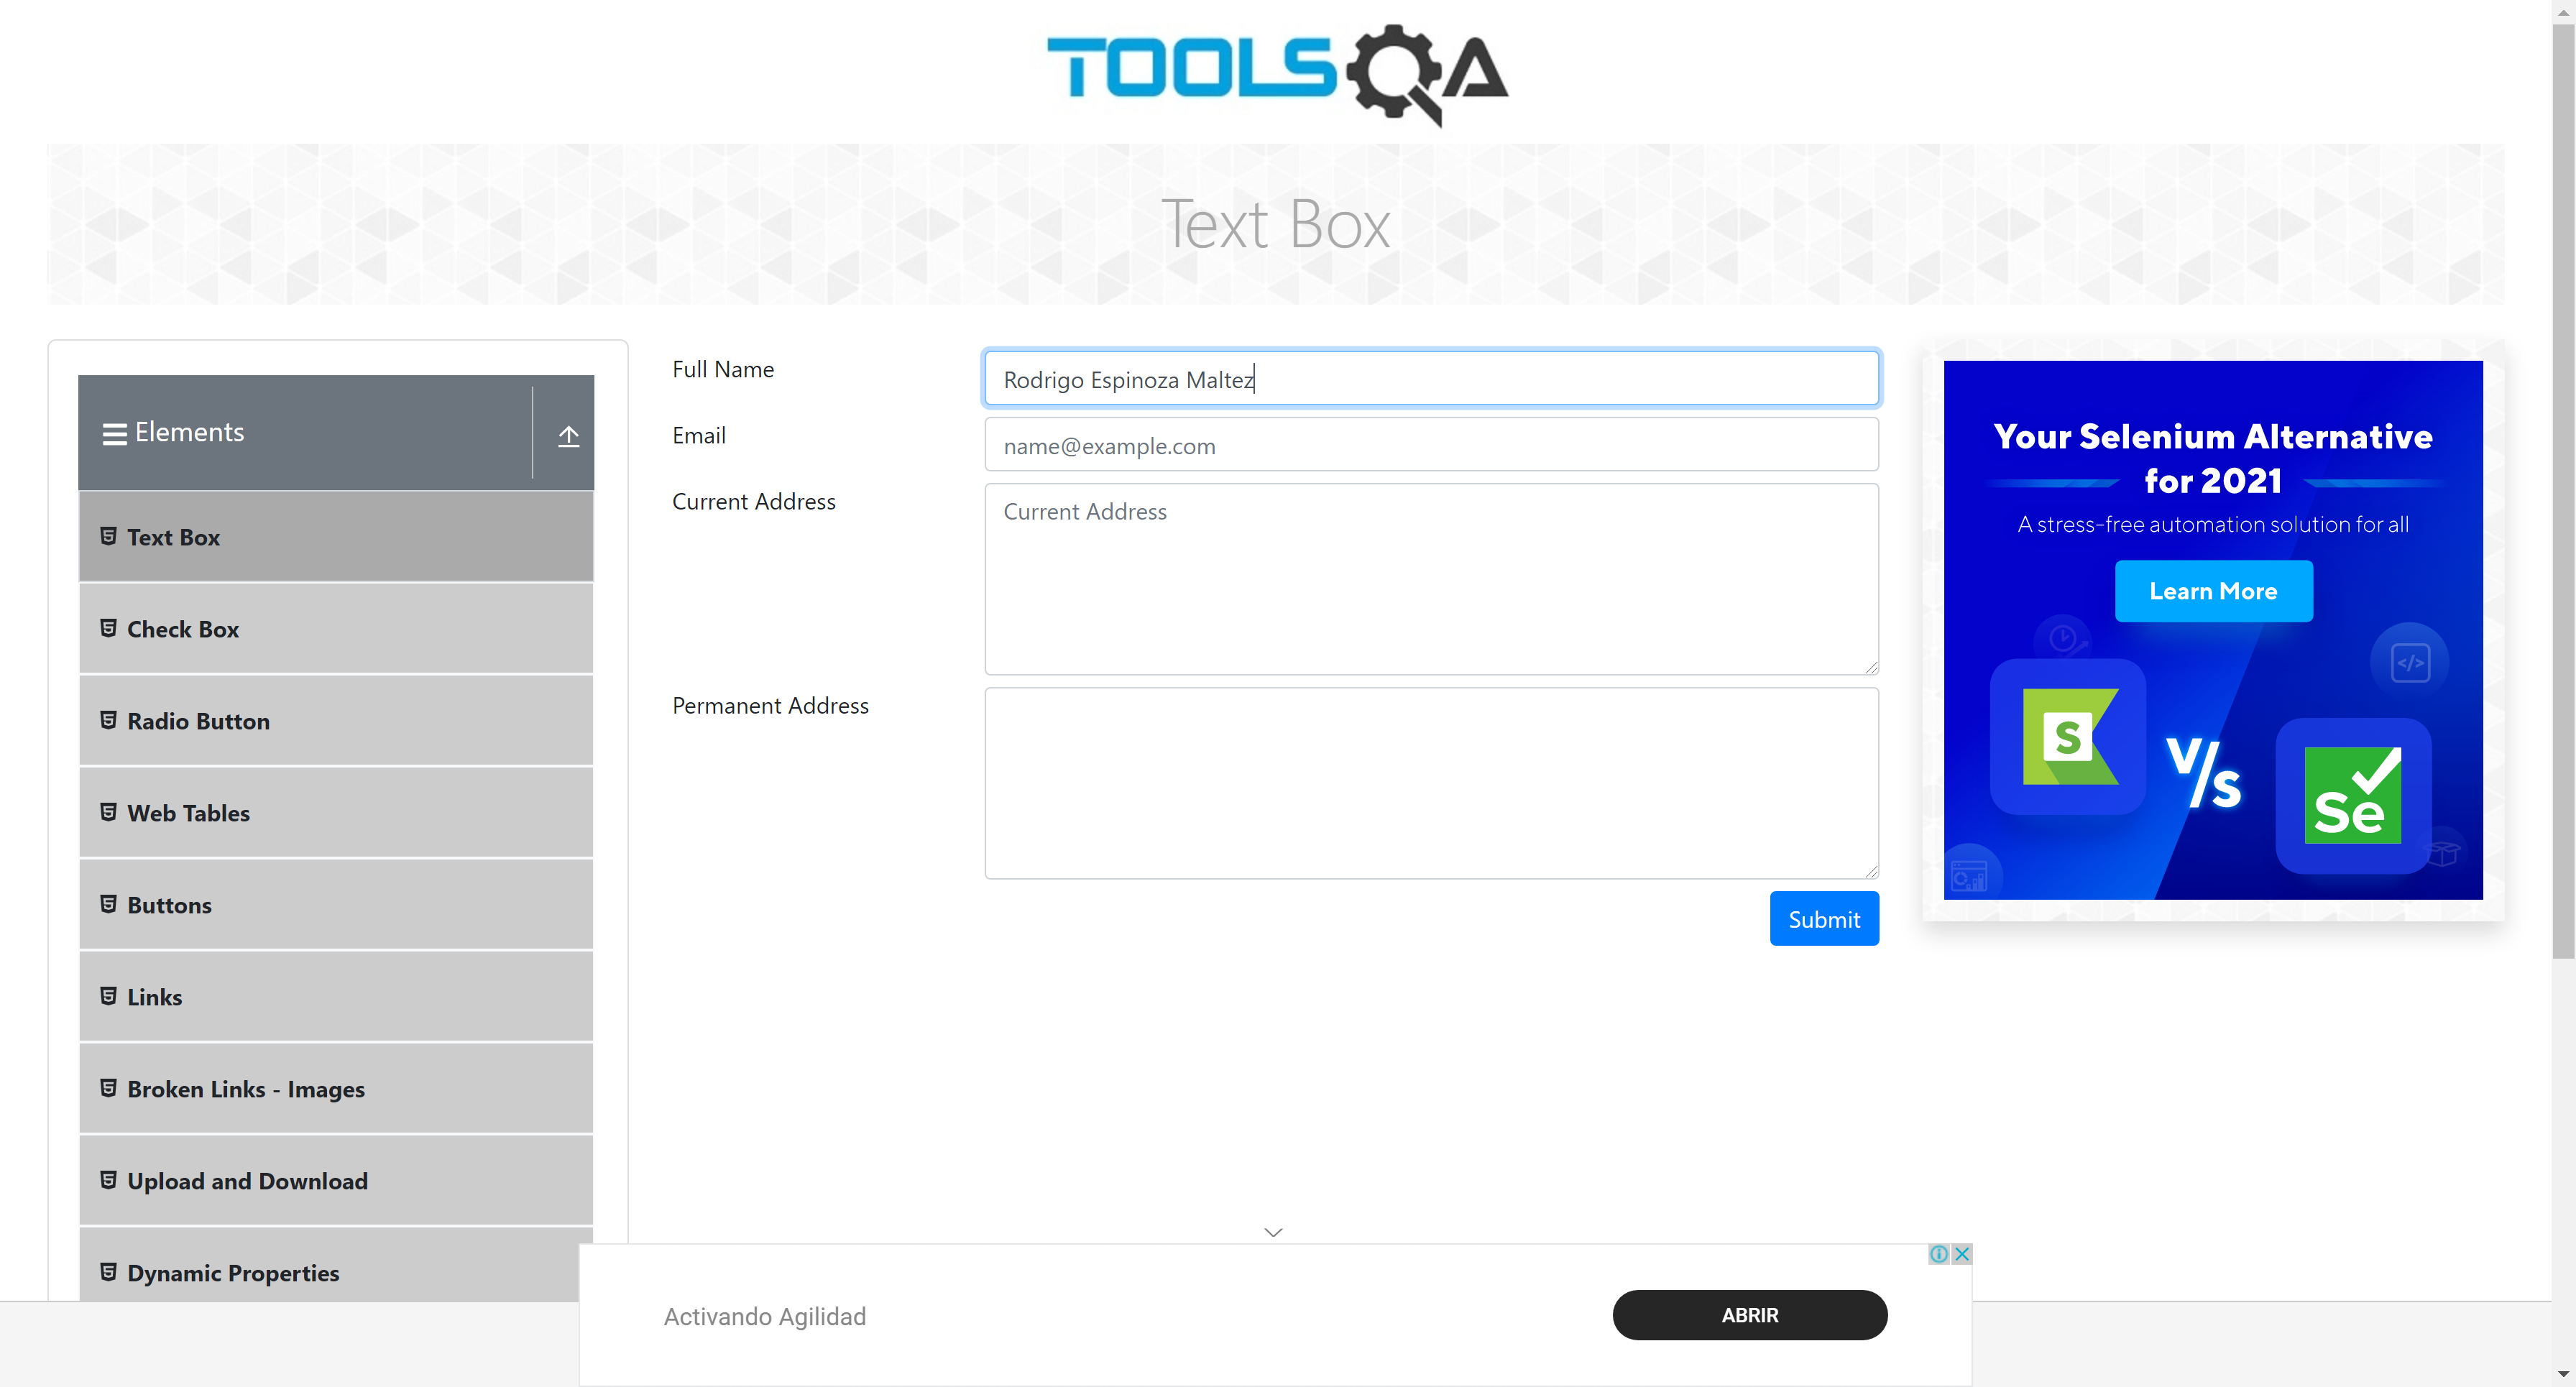 TOOLSQA
Text Box
Elements
Text Box
Check Box
Radio Button
Web Tables
Buttons
Links
Broken Links - Images
Upload and Download
Dynamic Properties
Full Name
Rodrigo Espinoza Maltez
Email
name@example.com
Current Address
Current Address
Permanent Address
Submit
Your Selenium Alternative
for 2021
A stress-free automation solution for all
Learn More
</>
S
V/s
Se
Activando Agilidad
ABRIR